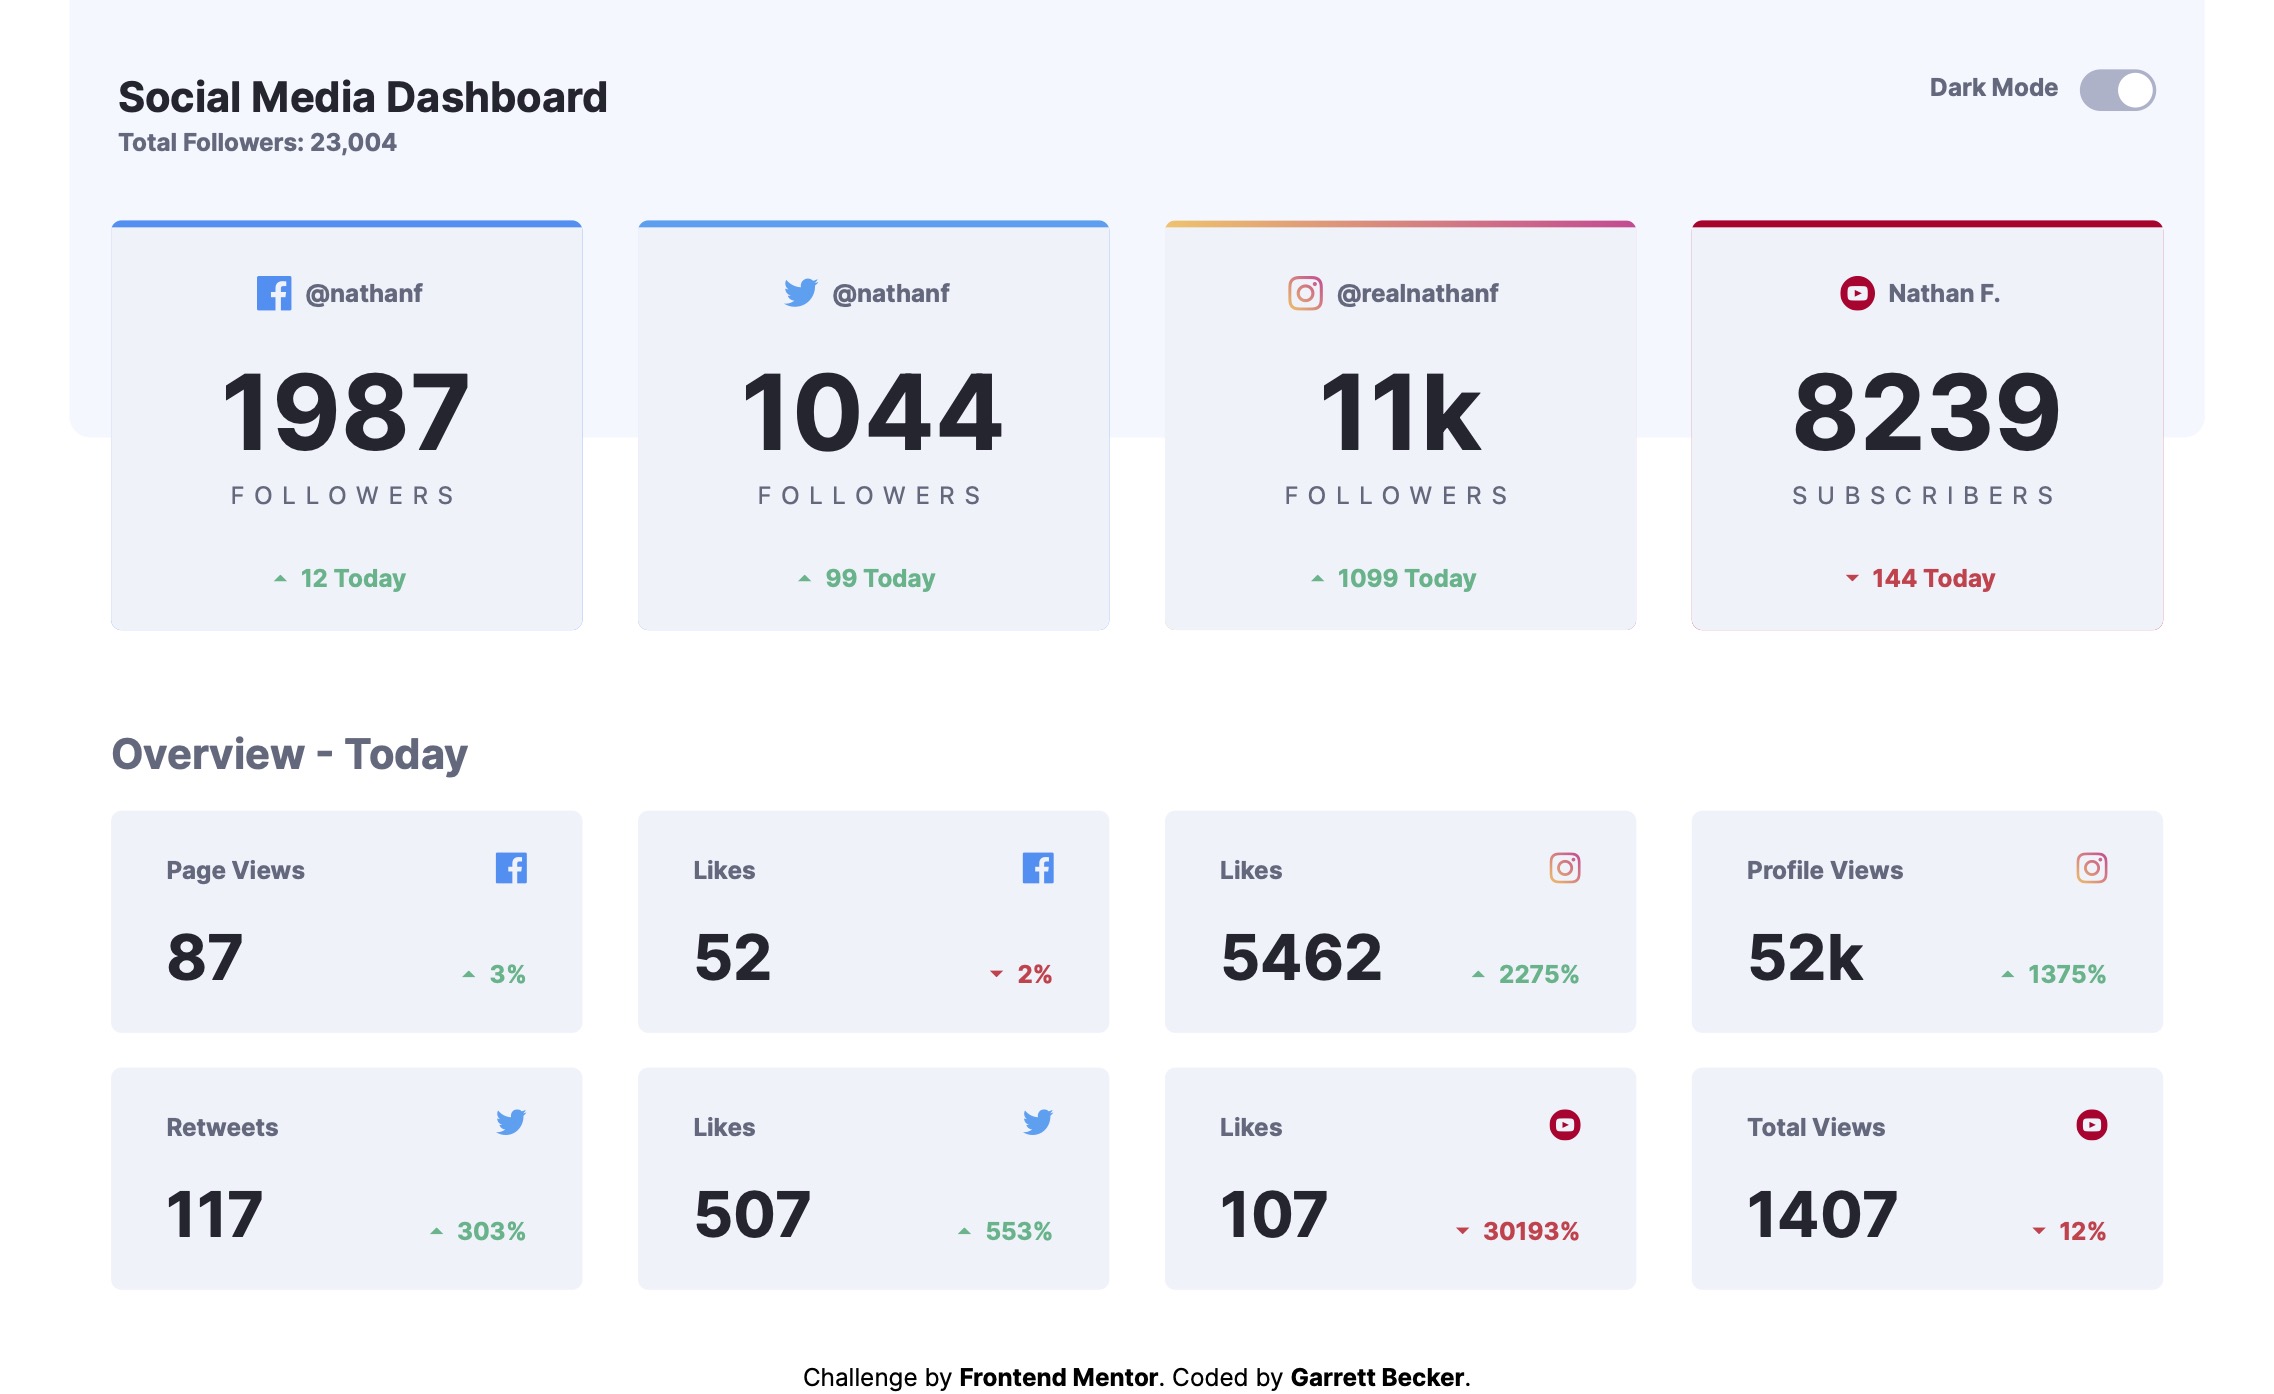 Social Media Dashboard
Total Followers: 23,004
Dark Mode
@nathanf
1987
FOLLOWERS
12 Today
@nathanf
1044
FOLLOWERS
99 Today
@realnathanf
11k
FOLLOWERS
1099 Today
Nathan F.
8239
SUBSCRIBERS
144 Today
Overview - Today
Page Views
87
3%
Likes
52
2%
Likes
5462
2275%
Profile Views
52k
1375%
Retweets
117
303%
Likes
507
553%
Likes
107
30193%
Total Views
1407
12%
Challenge by Frontend Mentor. Coded by Garrett Becker.